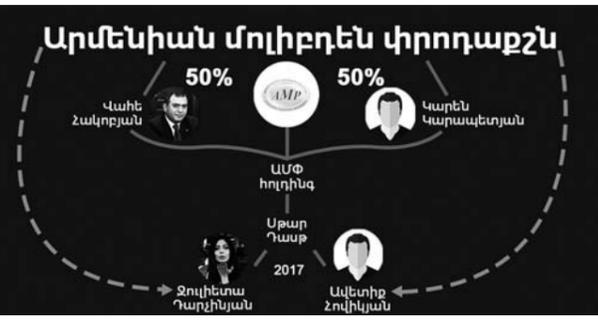 Արմենիան մոլիբդեն փրոդաքշն
50%
50%
AMP
Վահե
Հակոբյան
Կարեն
Կարապետյան
ԱՄՓ
հոլդինգ
Սթար
Դասթ
2017
Ջուլիետա
Դարչինյան
Ավետիք
Հովիկյան